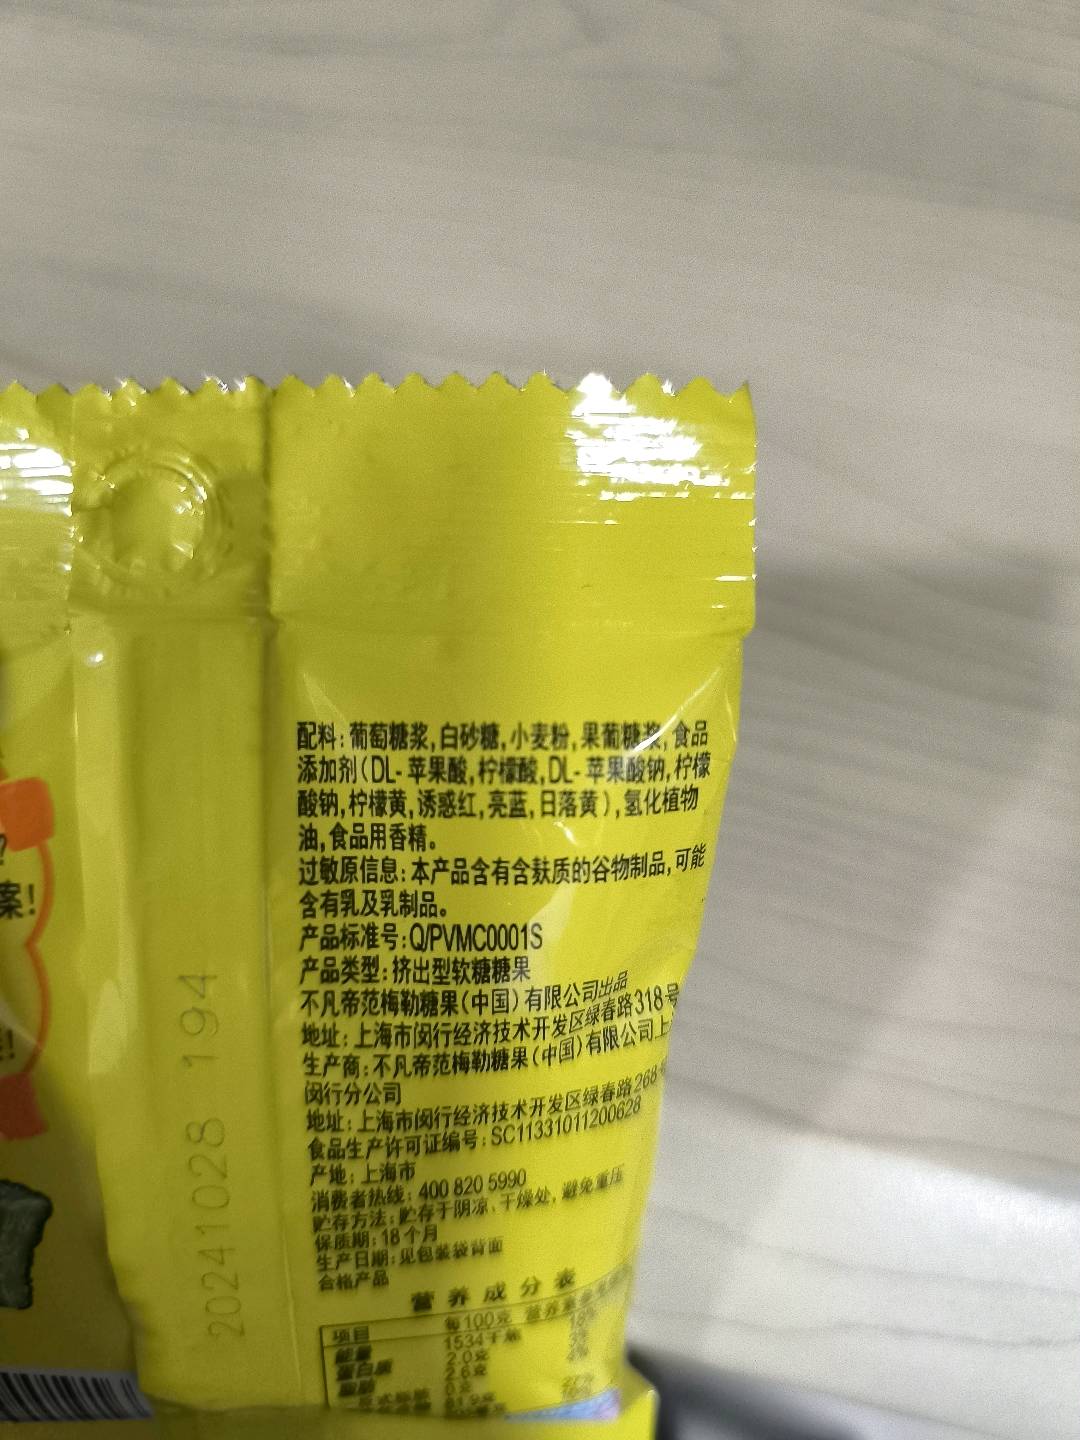 配料:葡萄糖浆,白砂糖,小麦粉,果葡糖浆,食品
添加剂(DL-苹果酸,柠檬酸,DL-苹果酸钠,柠檬
酸钠,柠檬黄,诱惑红,亮蓝,日落黄),氢化植物
油,食品用香精。
过敏原信息:本产品含有含麸质的谷物制品,可能
含有乳及乳制品。
产品标准号:Q/PVMC0001S
产品类型:挤出型软糖糖果
不凡帝范梅勒糖果(中国)有限公司出品
地址:上海市闵行经济技术开发区绿春路318号
生产商:不凡帝范梅勒糖果(中国)有限公司上
闵行分公司
地址:上海市闵行经济技术开发区绿春路268
食品生产许可证编号:SC11331011200628
产地:上海市
消费者热线:400 820 5990
贮存方法:贮存于阴凉、干燥处,避免重压
保质期:18个月
生产日期:见包装袋背面
合格产品
营养成分表
项目 每100克
能量 1534千焦
蛋白质 2.0克
脂肪 2.6克
0克
20241028 194
?
案!
!